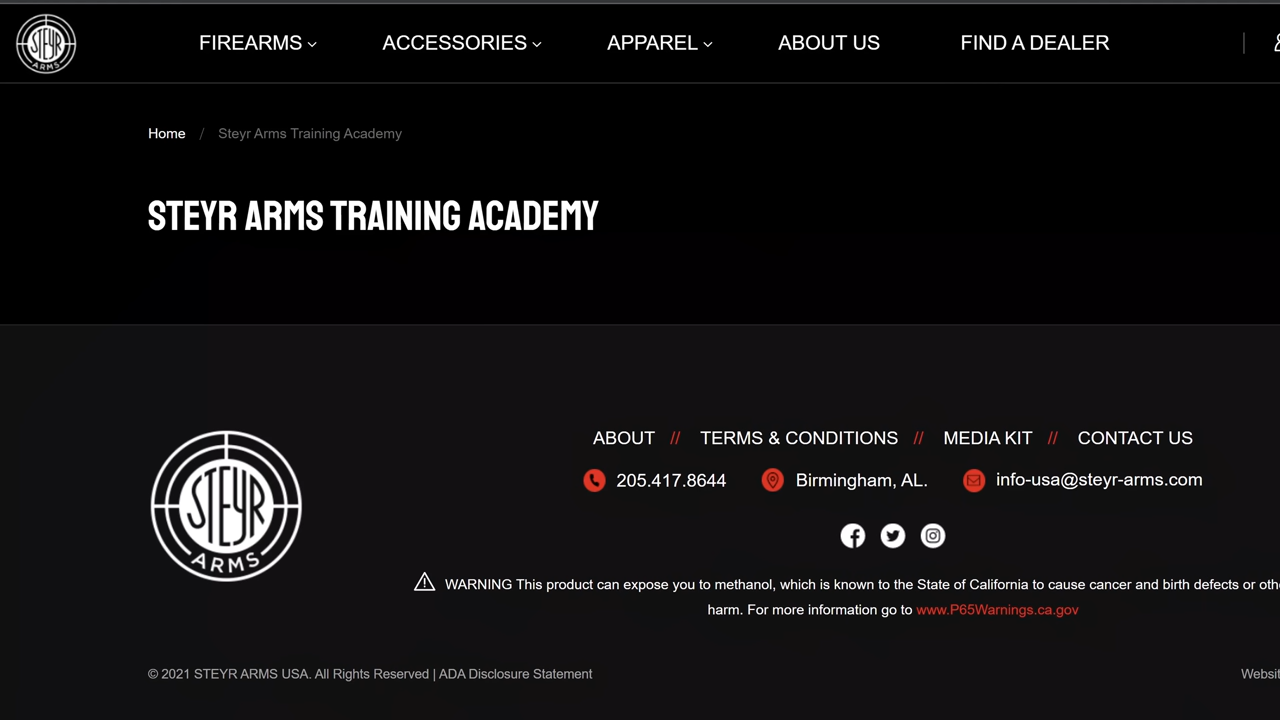 STEYR ARMS
FIREARMS ACCESSORIES APPAREL ABOUT US FIND A DEALER
Home / Steyr Arms Training Academy
STEYR ARMS TRAINING ACADEMY
STEYR
ARMS
ABOUT // TERMS & CONDITIONS // MEDIA KIT // CONTACT US
205.417.8644 Birmingham, AL. info-usa@steyr-arms.com
WARNING This product can expose you to methanol, which is known to the State of California to cause cancer and birth defects or
harm. For more information go to www.P65Warnings.ca.gov
© 2021 STEYR ARMS USA. All Rights Reserved | ADA Disclosure Statement